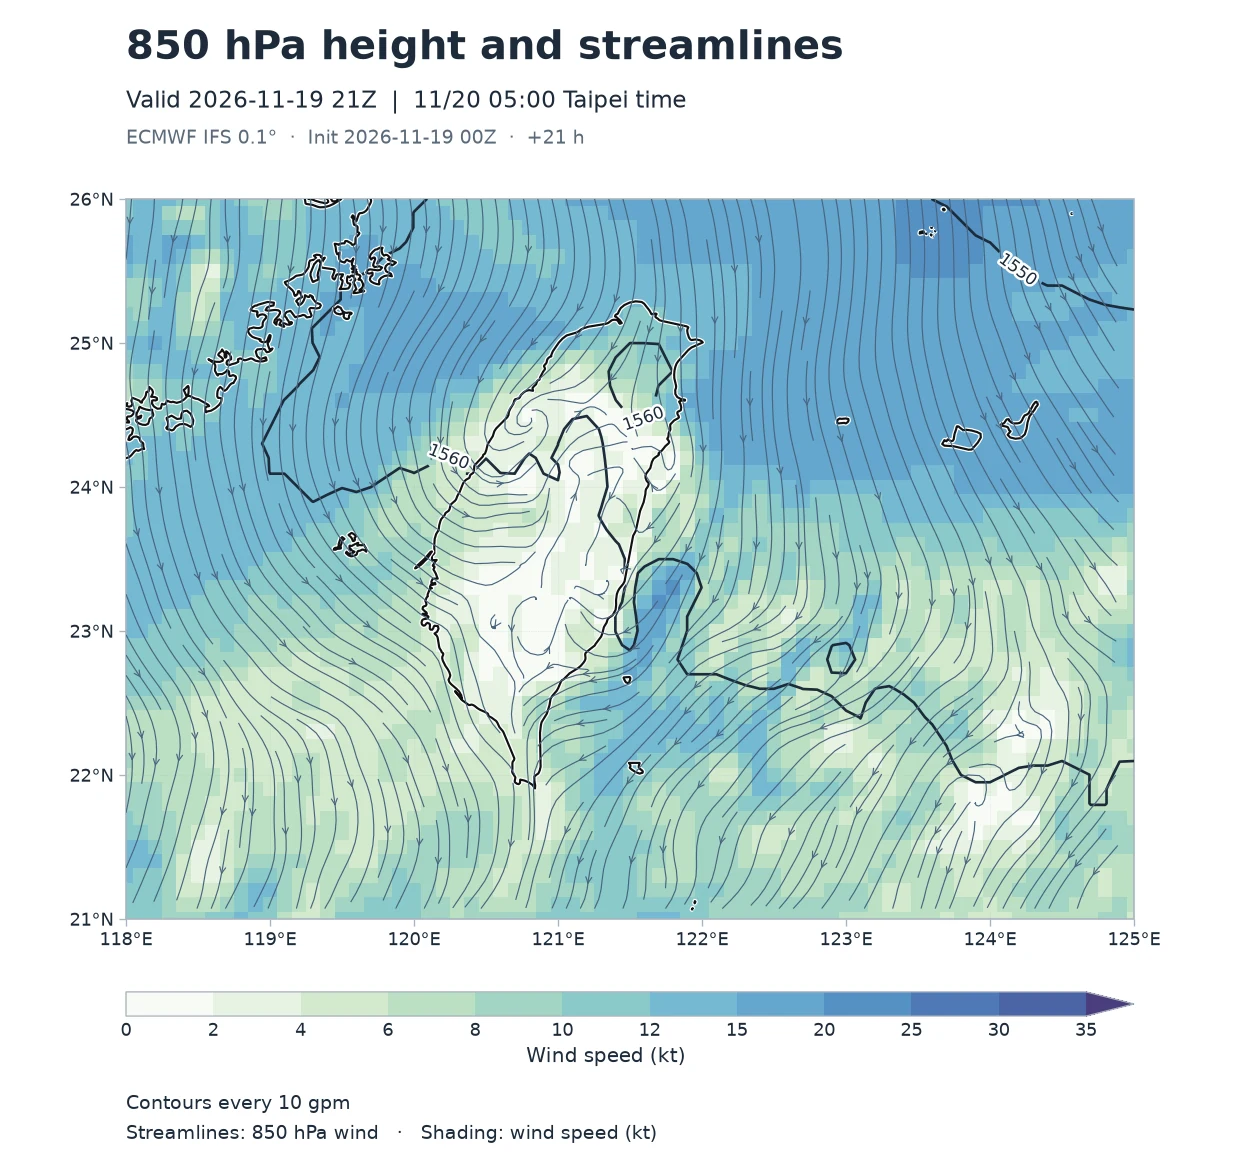 850 hPa height and streamlines
Valid 2026-11-19 21Z | 11/20 05:00 Taipei time
ECMWF IFS 0.1° · Init 2026-11-19 00Z · +21 h
26°N
1550
25°N
1560
1560
24°N
23°N
22°N
21°N
118°E 119°E 120°E 121°E 122°E 123°E 124°E 125°E
0 2 4 6 8 10 12 15 20 25 30 35
Wind speed (kt)
Contours every 10 gpm
Streamlines: 850 hPa wind · Shading: wind speed (kt)